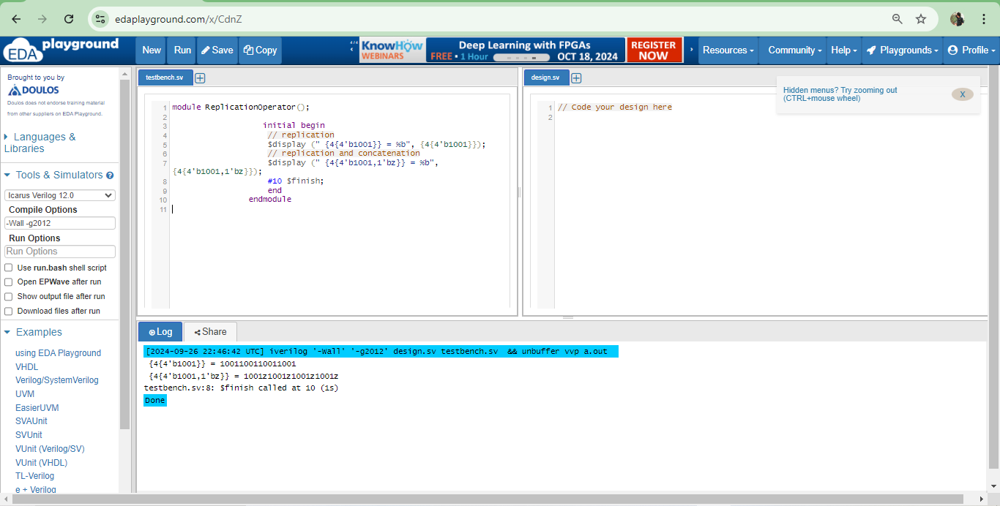 edaplayground.com/x/CdnZ
EDA playground
New
Run
Save
Copy
4/4
KnowHow
WEBINARS
Deep Learning with FPGAs
FREE • 1 Hour
OCT 18, 2024
REGISTER
NOW
Resources
Community
Help
Playgrounds
Profile
Brought to you by
DOULOS
Doulos does not endorse training material
from other suppliers on EDA Playground.
Languages &
Libraries
Tools & Simulators
Icarus Verilog 12.0
Compile Options
-Wall -g2012
Run Options
Run Options
Use run.bash shell script
Open EPWave after run
Show output file after run
Download files after run
Examples
using EDA Playground
VHDL
Verilog/SystemVerilog
UVM
EasierUVM
SVAUnit
SVUnit
VUnit (Verilog/SV)
VUnit (VHDL)
TL-Verilog
e + Verilog
testbench.sv
1 module ReplicationOperator();
2
3 initial begin
4 // replication
5 $display (" {4{4'b1001}} = %b", {4{4'b1001}});
6 // replication and concatenation
7 $display (" {4{4'b1001,1'bz}} = %b",
{4{4'b1001,1'bz}});
8 #10 $finish;
9 end
10 endmodule
11
design.sv
1 // Code your design here
2
Hidden menus? Try zooming out
(CTRL+mouse wheel)
X
Log
Share
[2024-09-26 22:46:42 UTC] iverilog '-Wall' '-g2012' design.sv testbench.sv && unbuffer vvp a.out
{4{4'b1001}} = 1001100110011001
{4{4'b1001,1'bz}} = 1001z1001z1001z1001z
testbench.sv:8: $finish called at 10 (1s)
Done